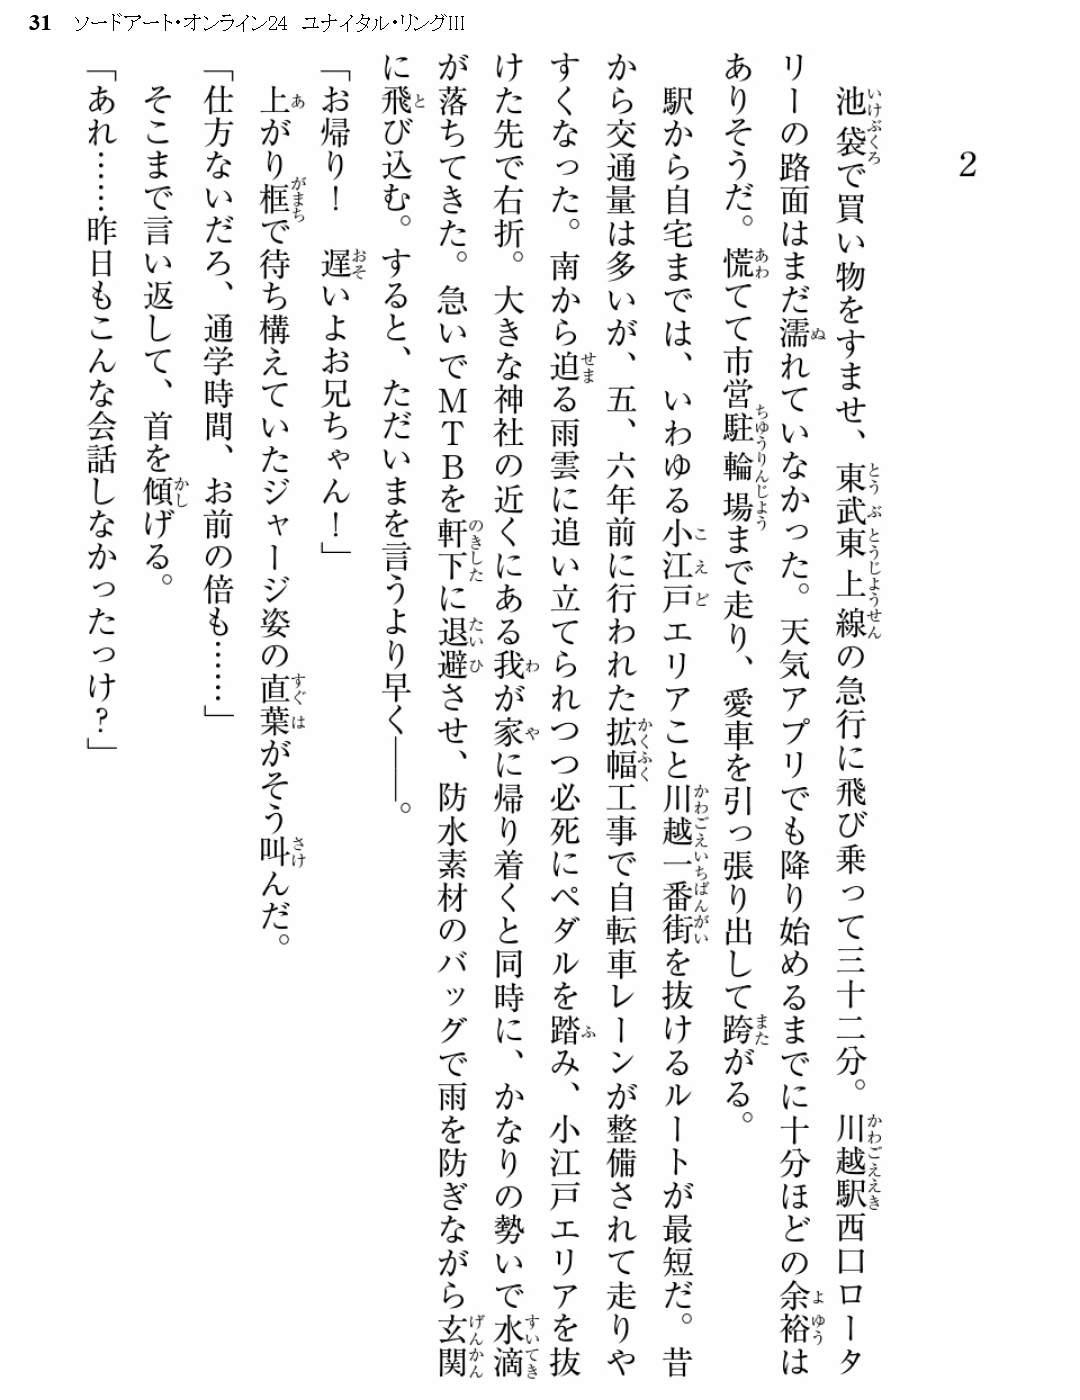 31 ソードアート・オンライン24 ユナイタル・リングIII
2
　池袋で買い物をすませ、東武東上線の急行に飛び乗って三十二分。川越駅西口ロータ
リーの路面はまだ濡れていなかった。天気アプリでも降り始めるまでに十分ほどの余裕は
ありそうだ。慌てて市営駐輪場まで走り、愛車を引っ張り出して跨がる。
　駅から自宅までは、いわゆる小江戸エリアこと川越一番街を抜けるルートが最短だ。昔
から交通量は多いが、五、六年前に行われた拡幅工事で自転車レーンが整備されて走りや
すくなった。南から迫る雨雲に追い立てられつつ必死にペダルを踏み、小江戸エリアを抜
けた先で右折。大きな神社の近くにある我が家に帰り着くと同時に、かなりの勢いで水滴
が落ちてきた。急いでＭＴＢを軒下に退避させ、防水素材のバッグで雨を防ぎながら玄関
に飛び込む。すると、ただいまを言うより早く――。
「お帰り！　遅いよお兄ちゃん！」
　上がり框で待ち構えていたジャージ姿の直葉がそう叫んだ。
「仕方ないだろ、通学時間、お前の倍も……」
　そこまで言い返して、首を傾げる。
「あれ……昨日もこんな会話しなかったっけ？」